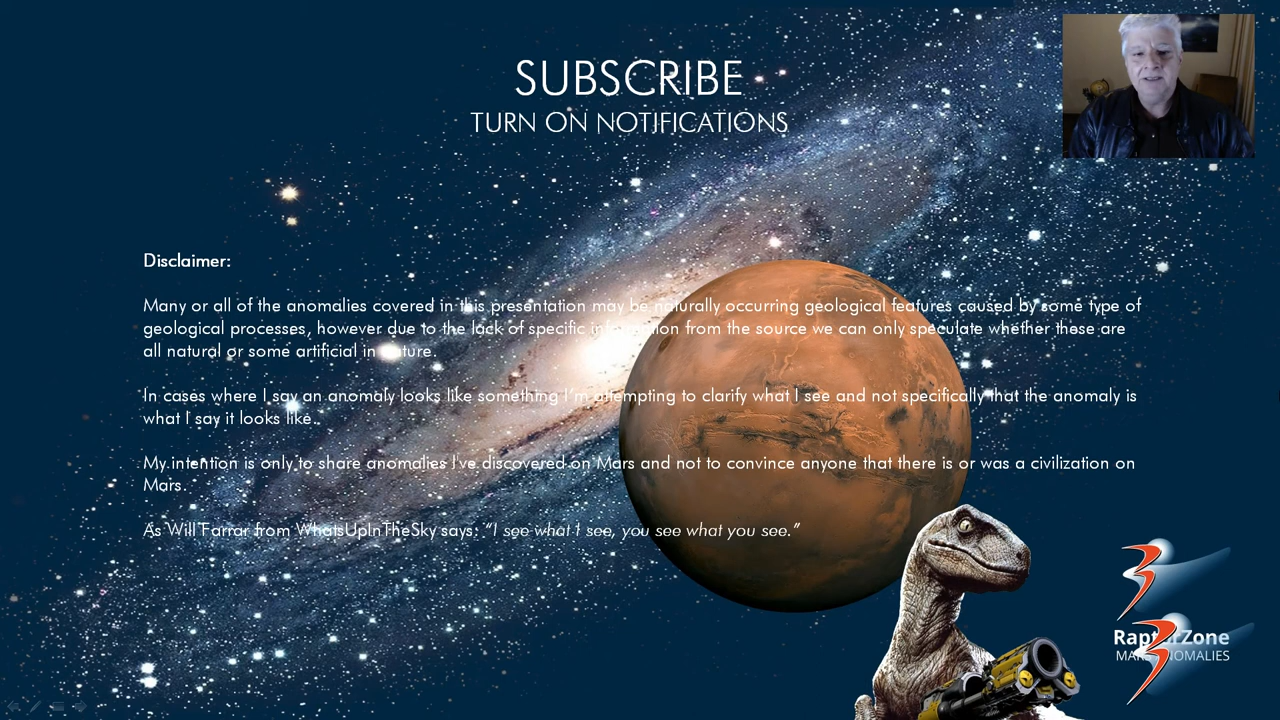 SUBSCRIBE
TURN ON NOTIFICATIONS
Disclaimer:
Many or all of the anomalies covered in this presentation may be naturally occurring geological features caused by some type of
geological processes, however due to the lack of specific information from the source we can only speculate whether these are
all natural or some artificial in nature.
In cases where I say an anomaly looks like something I'm attempting to clarify what I see and not specifically that the anomaly is
what I say it looks like.
My intention is only to share anomalies I've discovered on Mars and not to convince anyone that there is or was a civilization on
Mars.
As Will Farrar from WhatsUpInTheSky says: "I see what I see, you see what you see."
RaptorZone
MARS ANOMALIES